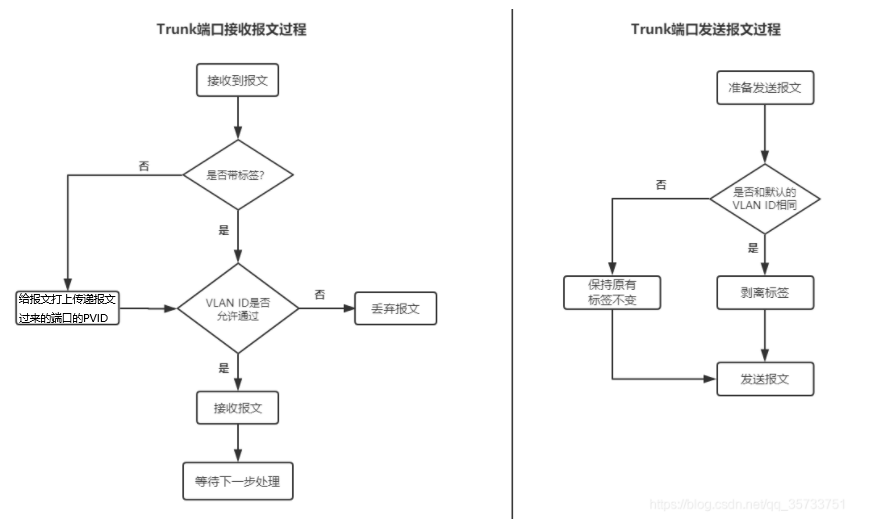 Trunk端口接收报文过程
接收到报文
是否带标签?
否
是
给报文打上传递报文
过来的端口的PVID
VLAN ID是否
允许通过
否
丢弃报文
是
接收报文
等待下一步处理
Trunk端口发送报文过程
准备发送报文
是否和默认的
VLAN ID相同
否
是
保持原有
标签不变
剥离标签
发送报文
https://blog.csdn.net/qq_35733751